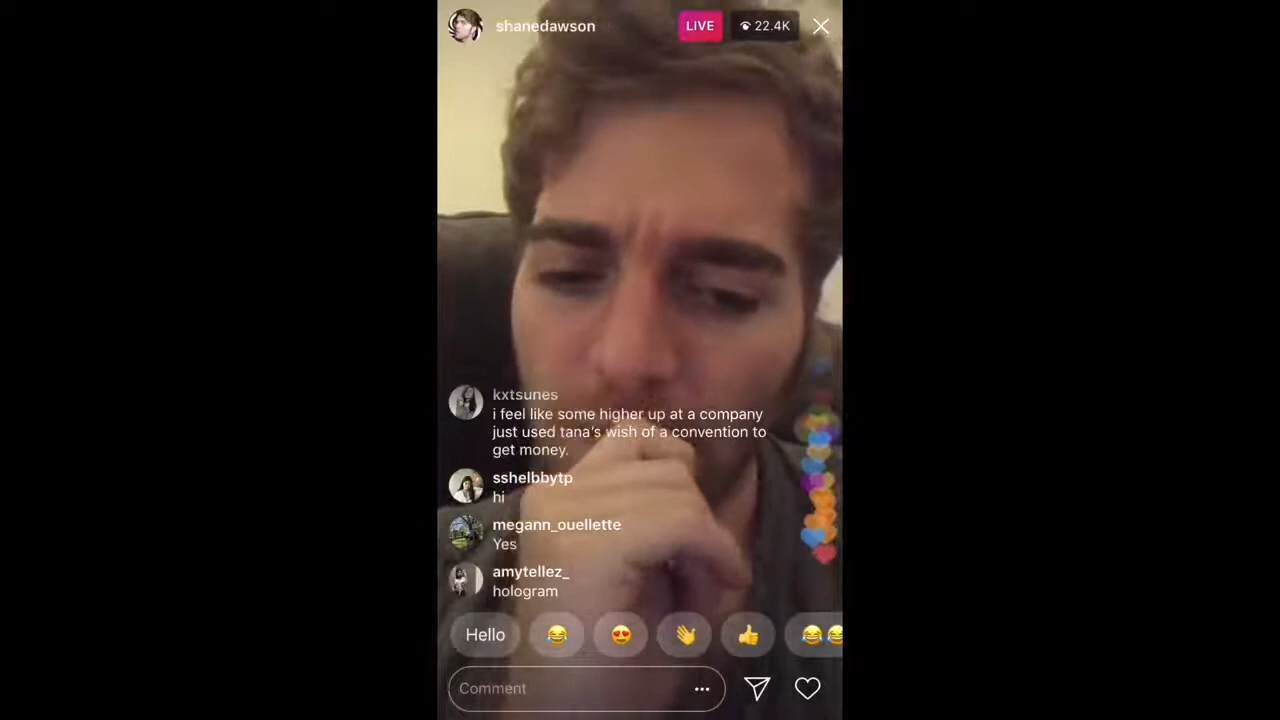 shanedawson LIVE 22.4K
kxtsunes
i feel like some higher up at a company
just used tana's wish of a convention to
get money.
sshelbbytp
hi
megann_ouellette
Yes
amytellez_
hologram
Hello
Comment